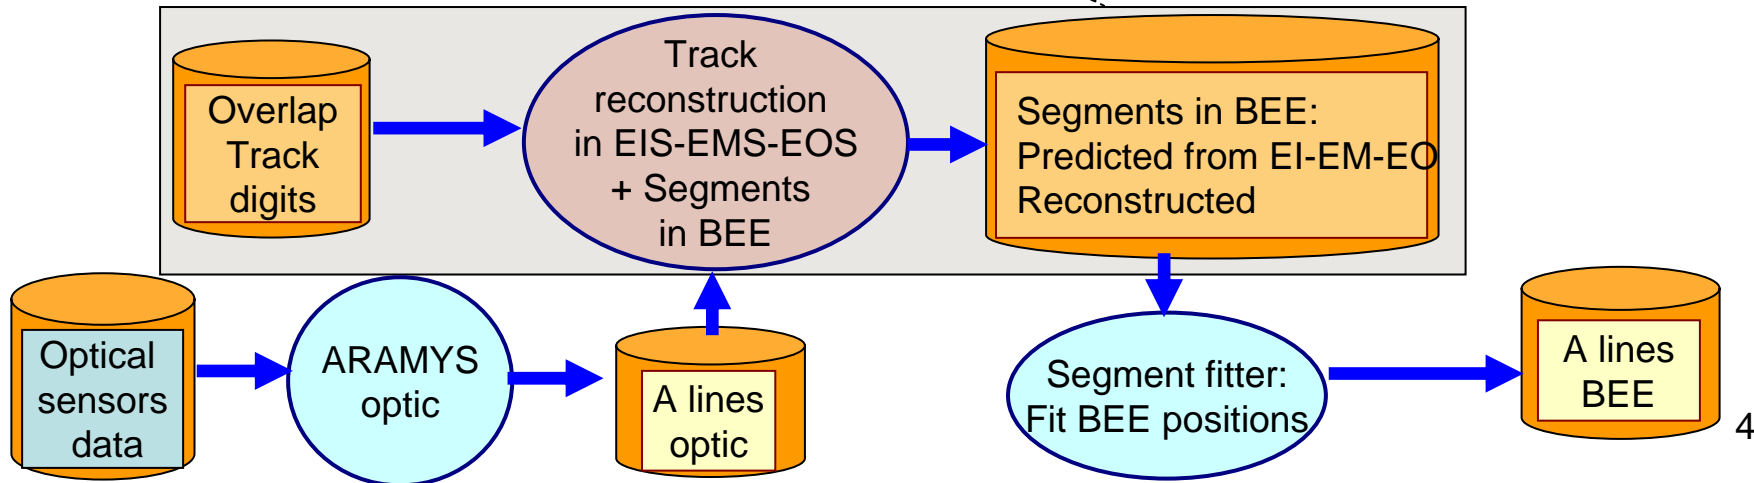 Overlap
Track
digits
Track
reconstruction
in EIS-EMS-EOS
+ Segments
in BEE
Segments in BEE:
Predicted from EI-EM-EO
Reconstructed
Optical
sensors
data
ARAMYS
optic
A lines
optic
Segment fitter:
Fit BEE positions
A lines
BEE
4